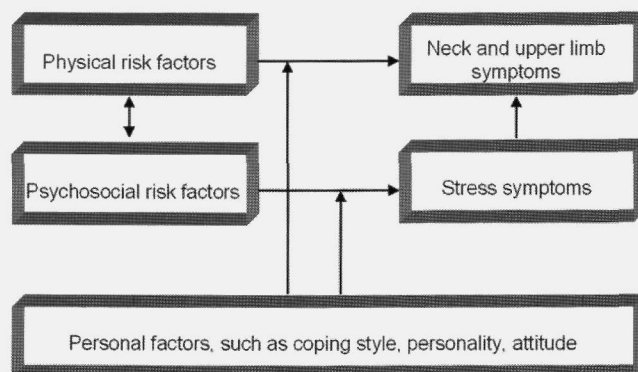 Physical risk factors
Neck and upper limb
symptoms
Psychosocial risk factors
Stress symptoms
Personal factors, such as coping style, personality, attitude